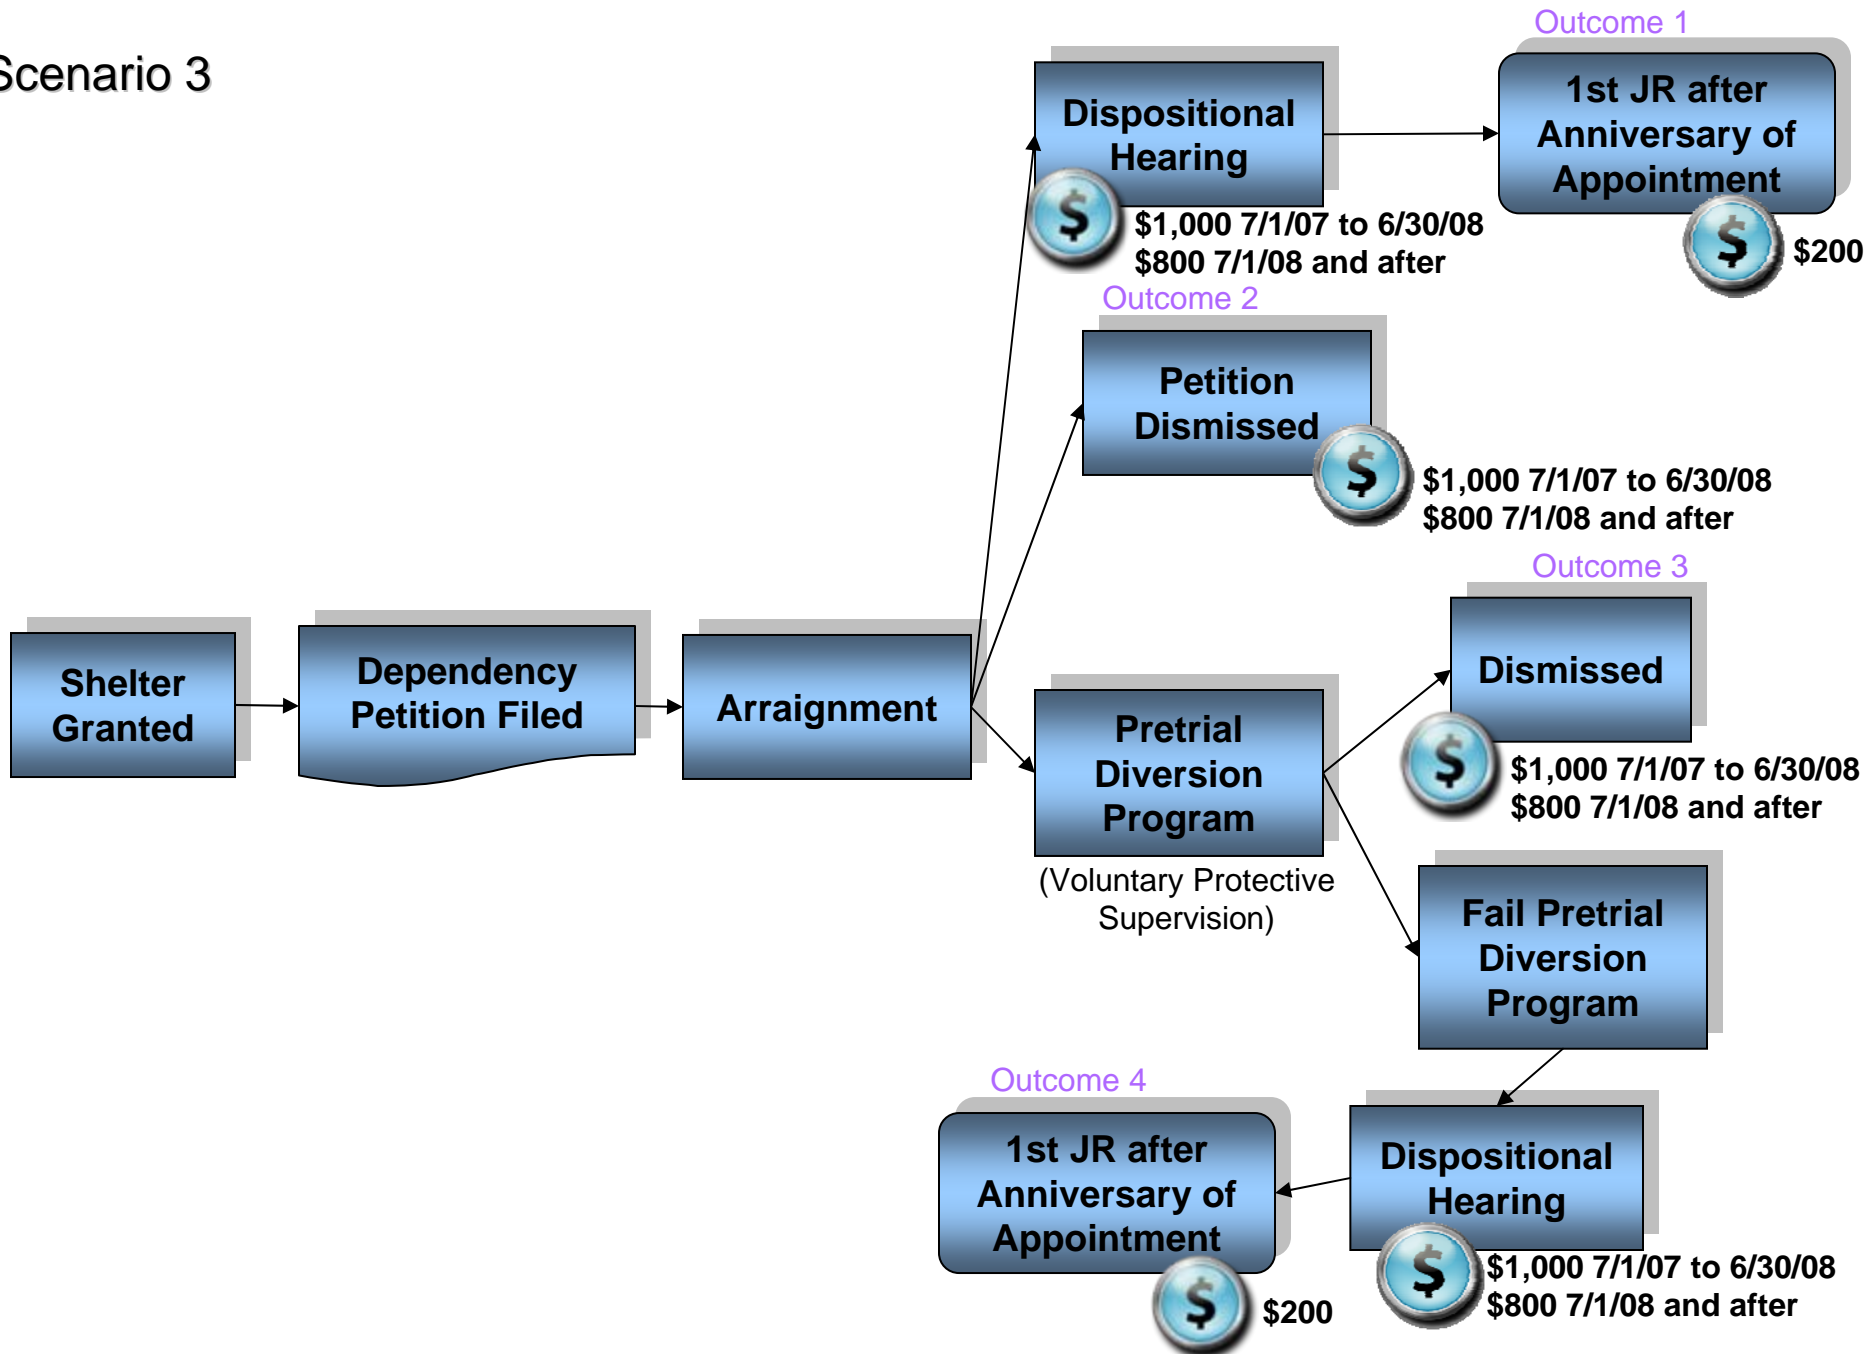 Scenario 3
Outcome 1
Dispositional
Hearing
$
$1,000 7/1/07 to 6/30/08
$800 7/1/08 and after
1st JR after
Anniversary of
Appointment
$
$200
Outcome 2
Petition
Dismissed
$
$1,000 7/1/07 to 6/30/08
$800 7/1/08 and after
Shelter
Granted
Dependency
Petition Filed
Arraignment
Pretrial
Diversion
Program
(Voluntary Protective
Supervision)
Outcome 3
Dismissed
$
$1,000 7/1/07 to 6/30/08
$800 7/1/08 and after
Fail Pretrial
Diversion
Program
Dispositional
Hearing
$
$1,000 7/1/07 to 6/30/08
$800 7/1/08 and after
Outcome 4
1st JR after
Anniversary of
Appointment
$
$200